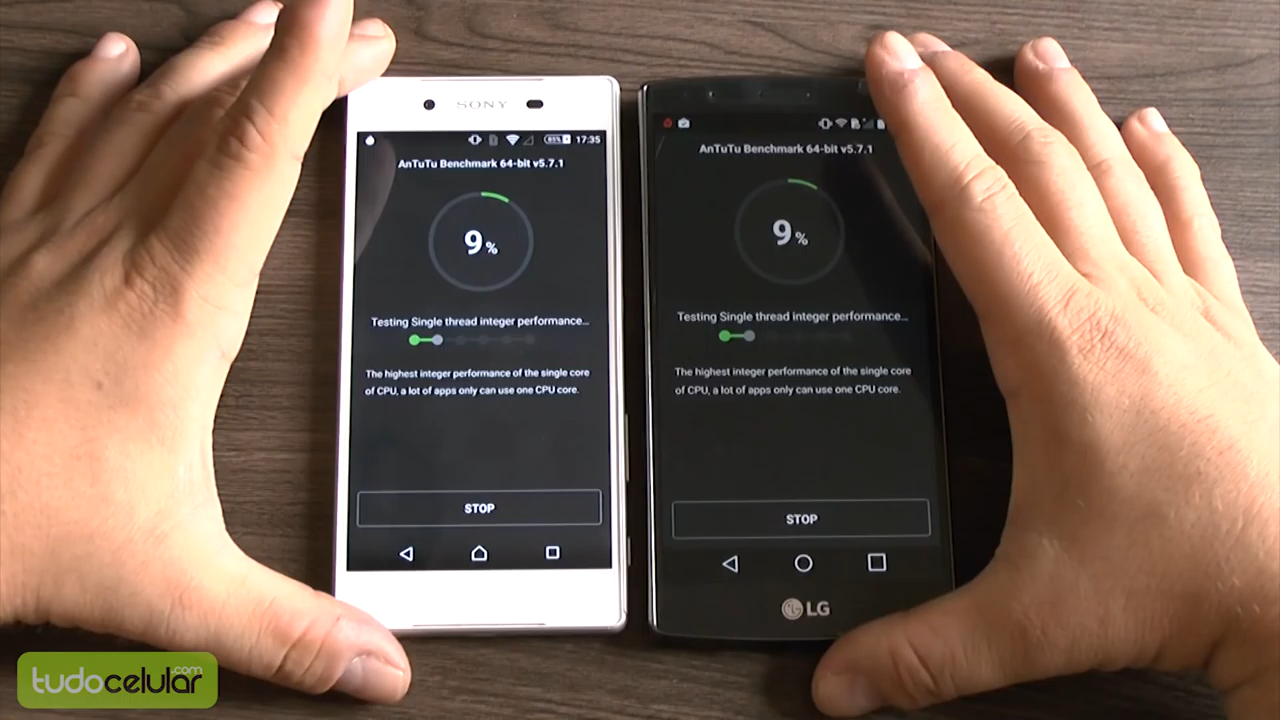 SONY
85% 17:35
AnTuTu Benchmark 64-bit v5.7.1
9%
Testing Single thread integer performance...
The highest integer performance of the single core
of CPU, a lot of apps only can use one CPU core.
STOP
AnTuTu Benchmark 64-bit v5.7.1
9%
Testing Single thread integer performance...
The highest integer performance of the single core
of CPU, a lot of apps only can use one CPU core.
STOP
LG
tudocelular.com